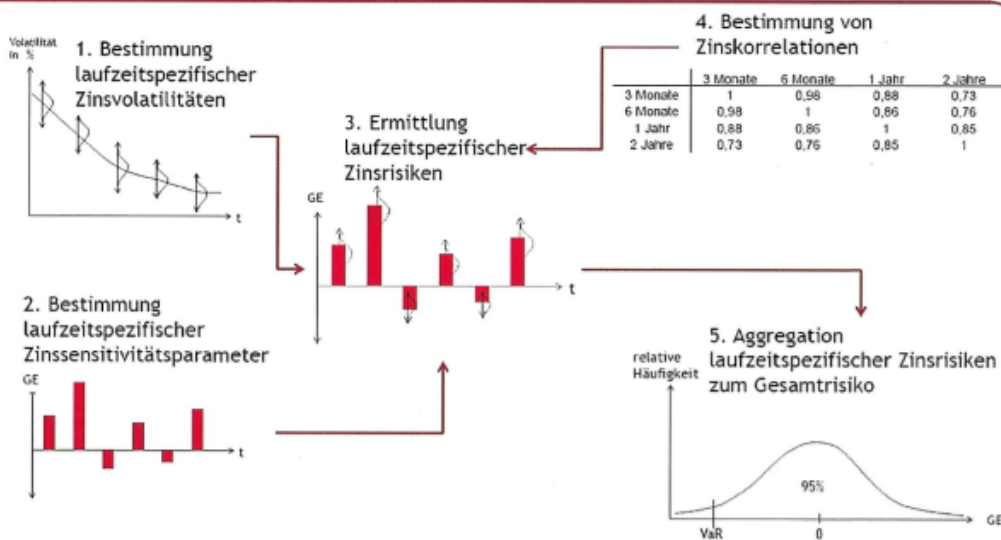 Volatilität
in %
1. Bestimmung
laufzeitspezifischer
Zinsvolatilitäten
t
2. Bestimmung
laufzeitspezifischer
Zinssensitivitätsparameter
GE
t
3. Ermittlung
laufzeitspezifischer
Zinsrisiken
GE
t
4. Bestimmung von
Zinskorrelationen
3 Monate 6 Monate 1 Jahr 2 Jahre
3 Monate 1 0,98 0,88 0,73
6 Monate 0,98 1 0,86 0,76
1 Jahr 0,88 0,86 1 0,85
2 Jahre 0,73 0,76 0,85 1
5. Aggregation
laufzeitspezifischer Zinsrisiken
zum Gesamtrisiko
relative
Häufigkeit
95%
VaR 0 GE